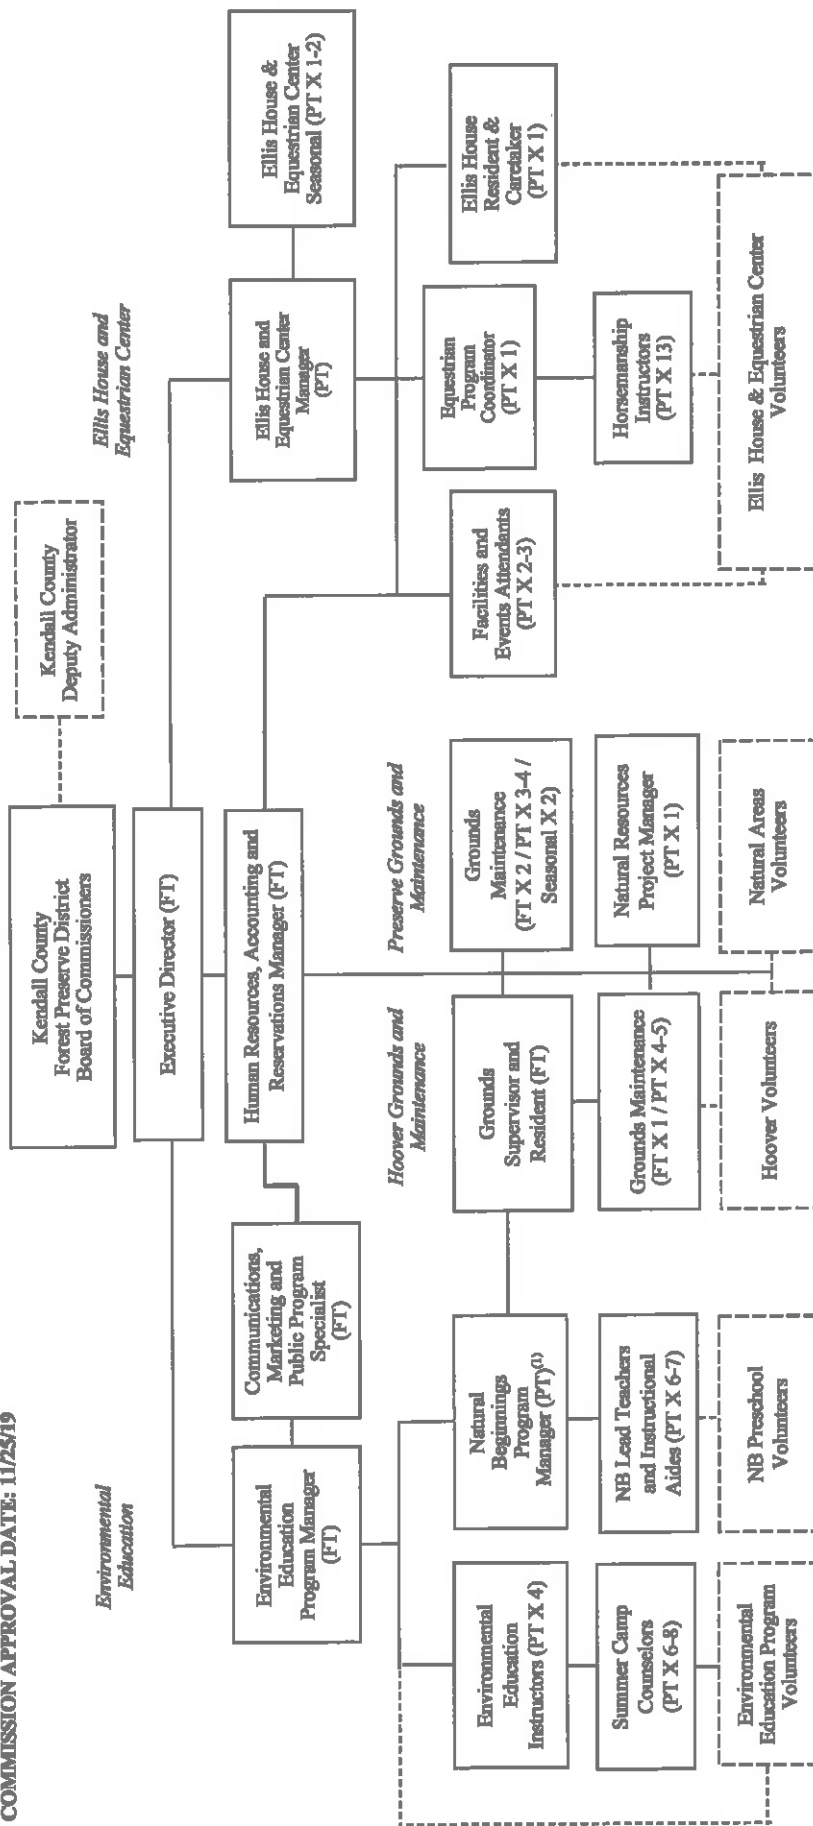 COMMISSION APPROVAL DATE: 11/25/19
Kendall County
Forest Preserve District
Board of Commissioners
Kendall County
Deputy Administrator
Executive Director (FT)
Environmental
Education
Ellis House and
Equestrian Center
Environmental
Education
Program Manager
(FT)
Communications,
Marketing and
Public Program
Specialist
(FT)
Human Resources, Accounting and
Reservations Manager (FT)
Ellis House and
Equestrian Center
Manager
(PT)
Ellis House &
Equestrian Center
Seasonal (PT X 1-2)
Hoover Grounds and
Maintenance
Preserve Grounds and
Maintenance
Environmental
Education
Instructors (PT X 4)
Natural
Beginnings
Program
Manager (PT)(1)
Grounds
Supervisor and
Resident (FT)
Grounds
Maintenance
(FT X 2 / PT X 3-4 /
Seasonal X 2)
Facilities and
Events Attendants
(PT X 2-3)
Equestrian
Program
Coordinator
(PT X 1)
Ellis House
Resident &
Caretaker
(PT X 1)
Summer Camp
Counselors
(PT X 6-8)
NB Lead Teachers
and Instructional
Aides (PT X 6-7)
Grounds Maintenance
(FT X 1 / PT X 4-5)
Natural Resources
Project Manager
(PT X 1)
Horsemanship
Instructors
(PT X 13)
Environmental
Education Program
Volunteers
NB Preschool
Volunteers
Hoover Volunteers
Natural Areas
Volunteers
Ellis House & Equestrian Center
Volunteers